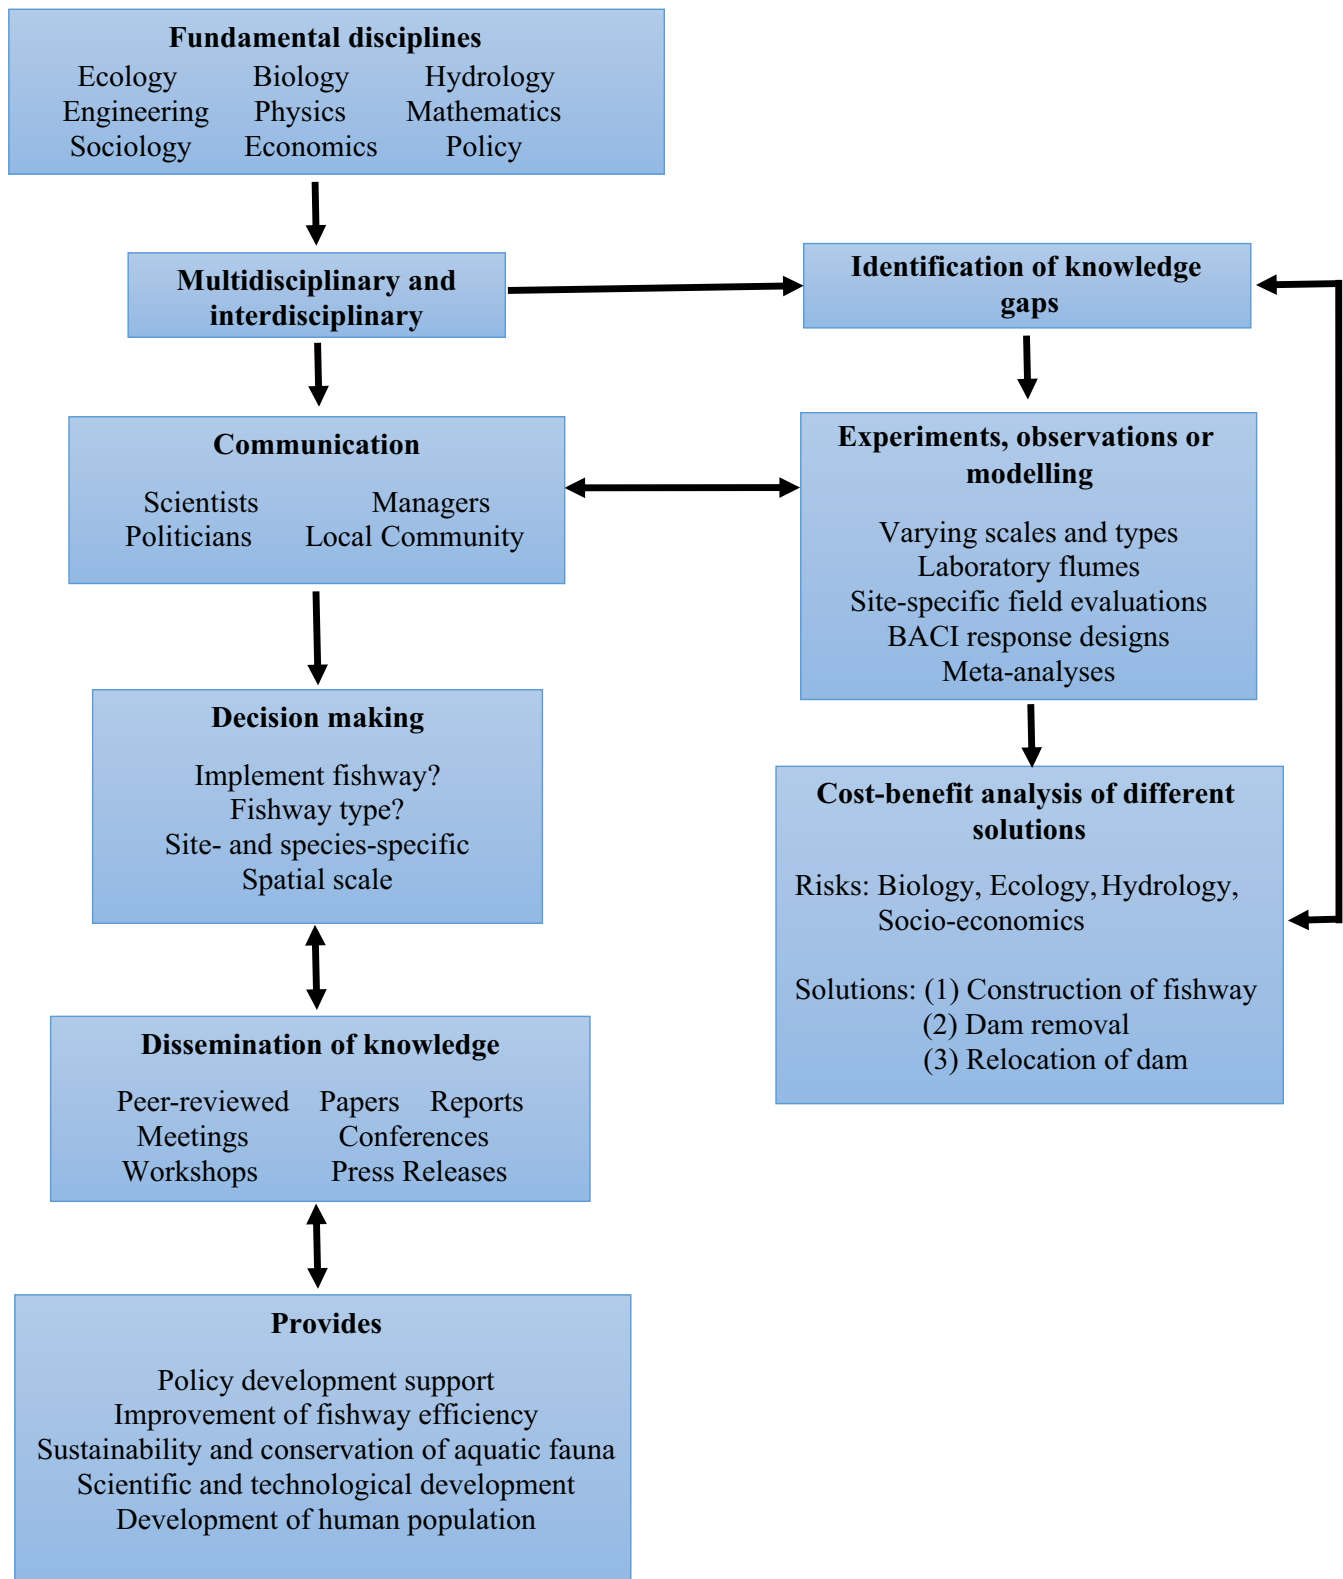 Fundamental disciplines
Ecology Biology Hydrology
Engineering Physics Mathematics
Sociology Economics Policy
Multidisciplinary and
interdisciplinary
Identification of knowledge
gaps
Communication
Scientists Managers
Politicians Local Community
Experiments, observations or
modelling
Varying scales and types
Laboratory flumes
Site-specific field evaluations
BACI response designs
Meta-analyses
Decision making
Implement fishway?
Fishway type?
Site- and species-specific
Spatial scale
Cost-benefit analysis of different
solutions
Risks: Biology, Ecology, Hydrology,
Socio-economics
Solutions: (1) Construction of fishway
(2) Dam removal
(3) Relocation of dam
Dissemination of knowledge
Peer-reviewed Papers Reports
Meetings Conferences
Workshops Press Releases
Provides
Policy development support
Improvement of fishway efficiency
Sustainability and conservation of aquatic fauna
Scientific and technological development
Development of human population